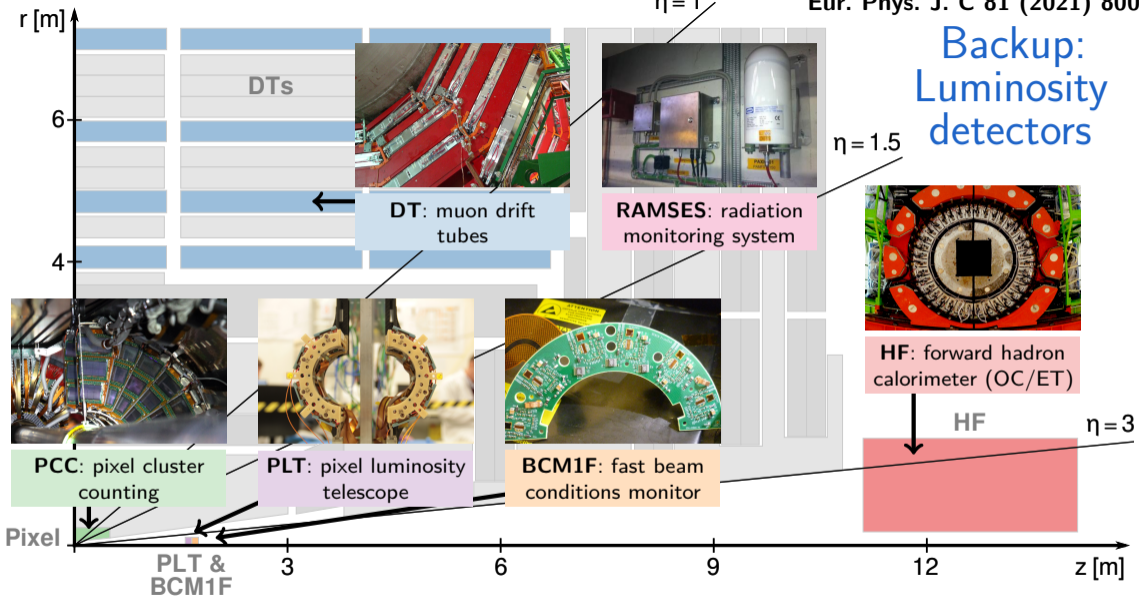 r [m]
η = 1
Eur. Phys. J. C 81 (2021) 800
Backup:
Luminosity
detectors
DTs
6
η = 1.5
DT: muon drift
tubes
RAMSES: radiation
monitoring system
4
HF: forward hadron
calorimeter (OC/ET)
HF
η = 3
PCC: pixel cluster
counting
PLT: pixel luminosity
telescope
BCM1F: fast beam
conditions monitor
Pixel
PLT &
BCM1F
3
6
9
12
z [m]